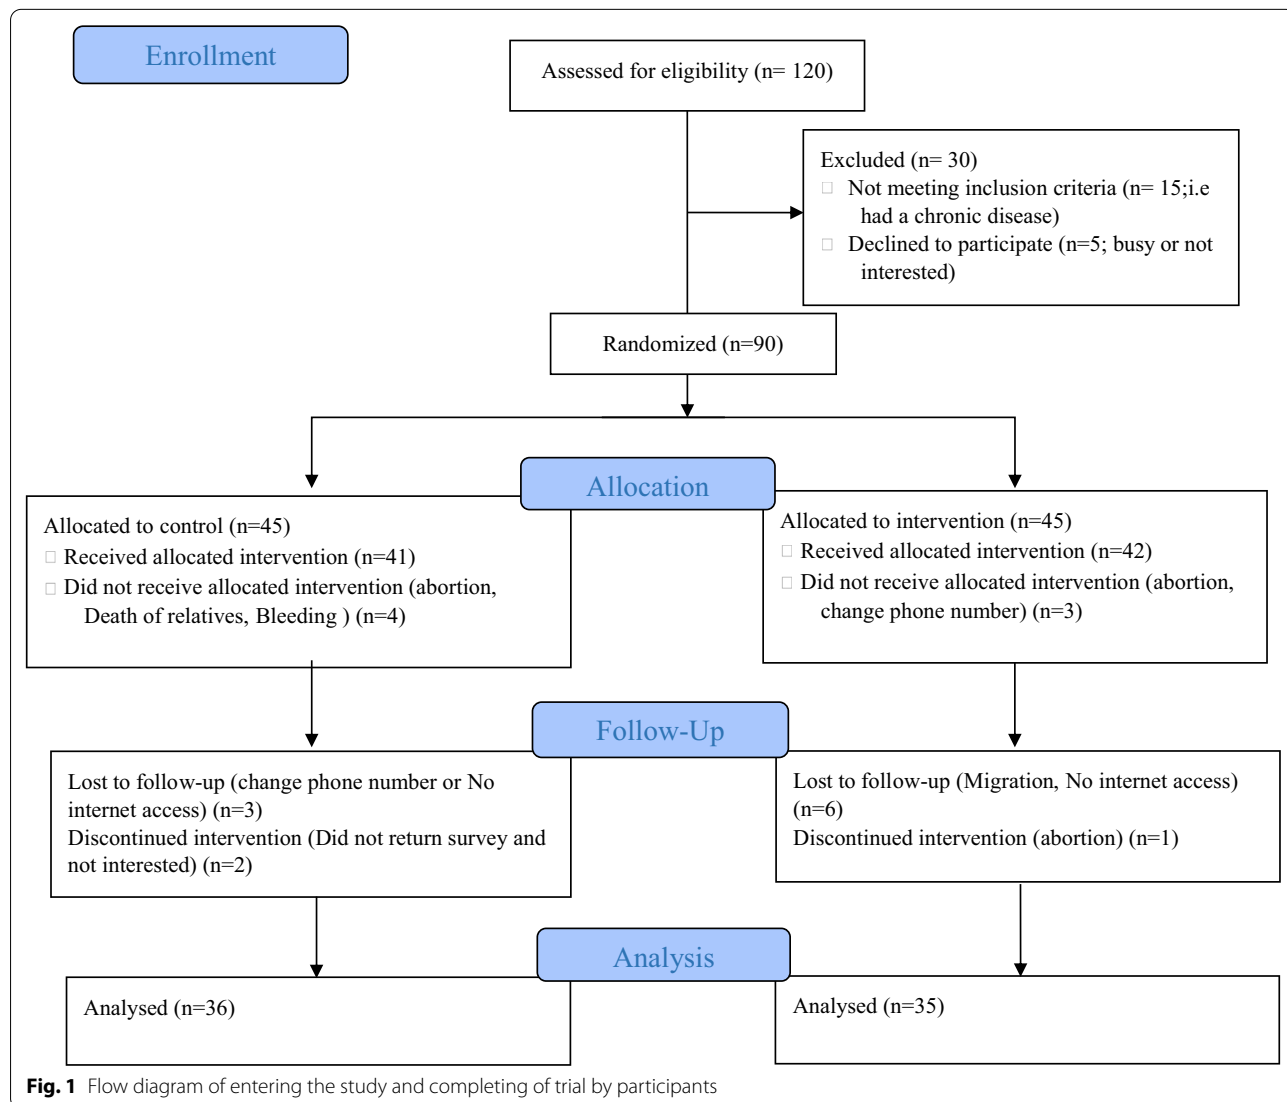 Enrollment
Assessed for eligibility (n= 120)
Excluded (n= 30)
Not meeting inclusion criteria (n= 15;i.e
had a chronic disease)
Declined to participate (n=5; busy or not
interested)
Randomized (n=90)
Allocation
Allocated to control (n=45)
Received allocated intervention (n=41)
Did not receive allocated intervention (abortion,
Death of relatives, Bleeding ) (n=4)
Allocated to intervention (n=45)
Received allocated intervention (n=42)
Did not receive allocated intervention (abortion,
change phone number) (n=3)
Follow-Up
Lost to follow-up (change phone number or No
internet access) (n=3)
Discontinued intervention (Did not return survey and
not interested) (n=2)
Lost to follow-up (Migration, No internet access)
(n=6)
Discontinued intervention (abortion) (n=1)
Analysis
Analysed (n=36)
Analysed (n=35)
Fig. 1 Flow diagram of entering the study and completing of trial by participants